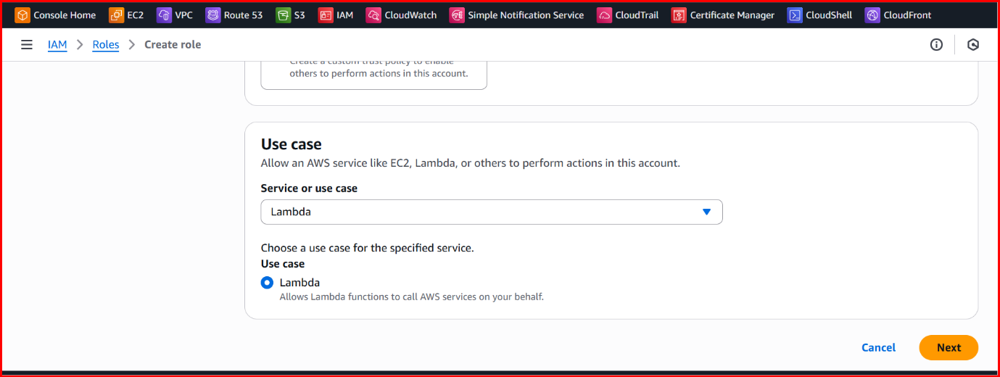 Console Home EC2 VPC Route 53 S3 IAM CloudWatch Simple Notification Service CloudTrail Certificate Manager CloudShell CloudFront
IAM Roles Create role
Create a custom trust policy to enable
others to perform actions in this account.
Use case
Allow an AWS service like EC2, Lambda, or others to perform actions in this account.
Service or use case
Lambda
Choose a use case for the specified service.
Use case
Lambda
Allows Lambda functions to call AWS services on your behalf.
Cancel Next